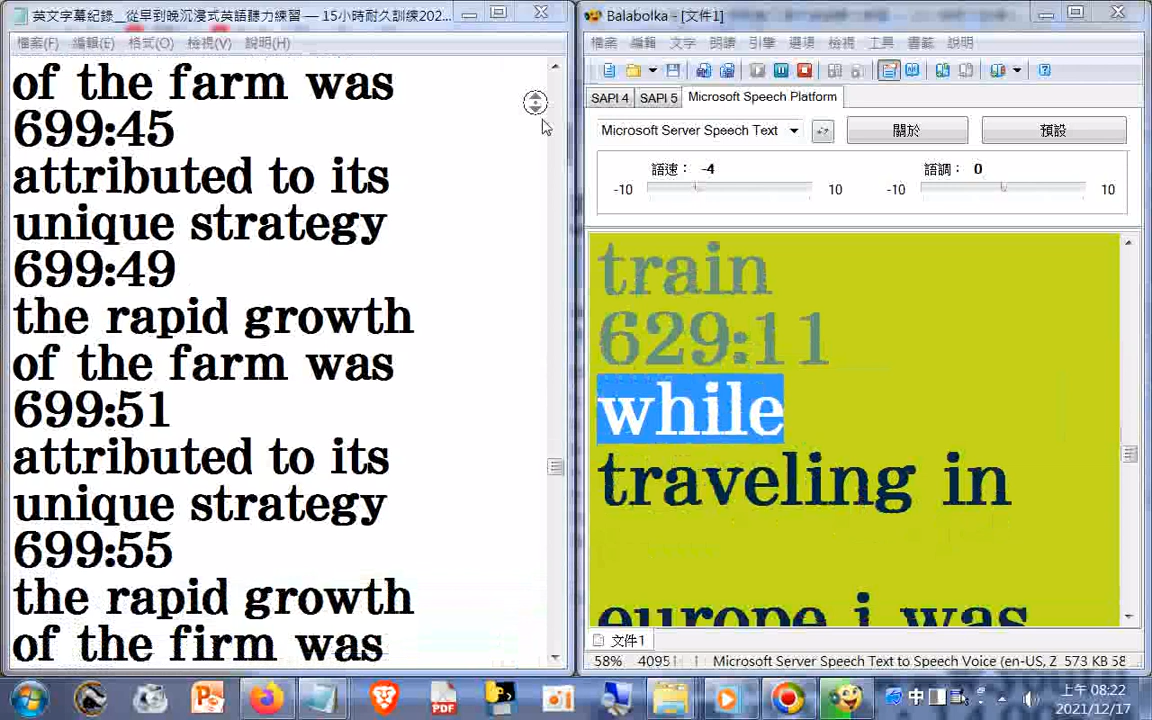 英文字幕紀錄__從早到晚沉浸式英語聽力練習 — 15小時耐久訓練202...
檔案(F) 編輯(E) 格式(O) 檢視(V) 說明(H)
of the farm was
699:45
attributed to its
unique strategy
699:49
the rapid growth
of the farm was
699:51
attributed to its
unique strategy
699:55
the rapid growth
of the firm was
Balabolka - [文件1]
檔案 編輯 文字 朗讀 引擎 選項 檢視 工具 書籤 說明
SAPI 4 SAPI 5 Microsoft Speech Platform
Microsoft Server Speech Text 關於 預設
語速： -4 語調： 0
-10 10 -10 10
train
629:11
while
traveling in
europe i was
文件1
58% 4095 Microsoft Server Speech Text to Speech Voice (en-US, Z 573 KB 58
PDF 中 上午 08:22
2021/12/17